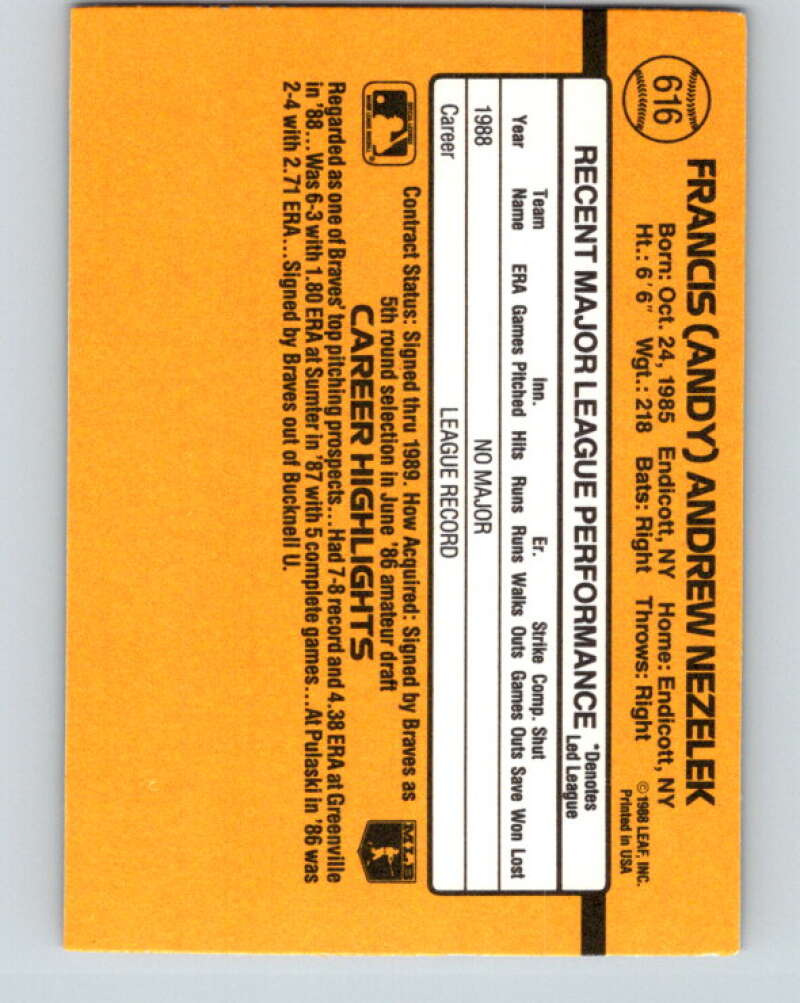 616
FRANCIS (ANDY) ANDREW NEZELEK
Born: Oct. 24, 1985 Endicott, NY Home: Endicott, NY
Ht.: 6'6" Wgt.: 218 Bats: Right Throws: Right
© 1988 LEAF, INC.
Printed in USA
RECENT MAJOR LEAGUE PERFORMANCE *Denotes
Led League
Team Inn. Er. Strike Comp. Shut
Year Name ERA Games Pitched Hits Runs Runs Walks Outs Games Outs Save Won Lost
1988 NO MAJOR
Career LEAGUE RECORD
Contract Status: Signed thru 1989. How Acquired: Signed by Braves as
5th round selection in June '86 amateur draft
MLB
CAREER HIGHLIGHTS
Regarded as one of Braves' top pitching prospects...Had 7-8 record and 4.38 ERA at Greenville
in '88...Was 6-3 with 1.80 ERA at Sumter in '87 with 5 complete games...At Pulaski in '86 was
2-4 with 2.71 ERA...Signed by Braves out of Bucknell U.